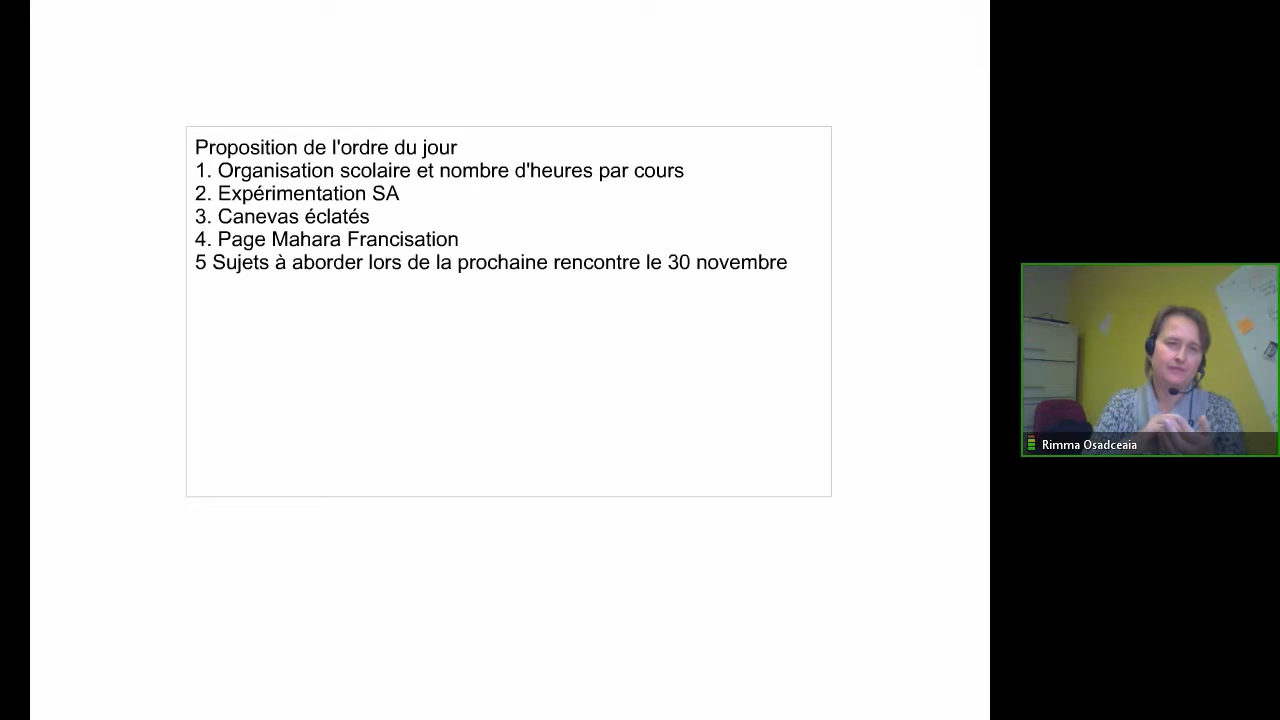 Proposition de l'ordre du jour
1. Organisation scolaire et nombre d'heures par cours
2. Expérimentation SA
3. Canevas éclatés
4. Page Mahara Francisation
5 Sujets à aborder lors de la prochaine rencontre le 30 novembre
Rimma Osadceaia